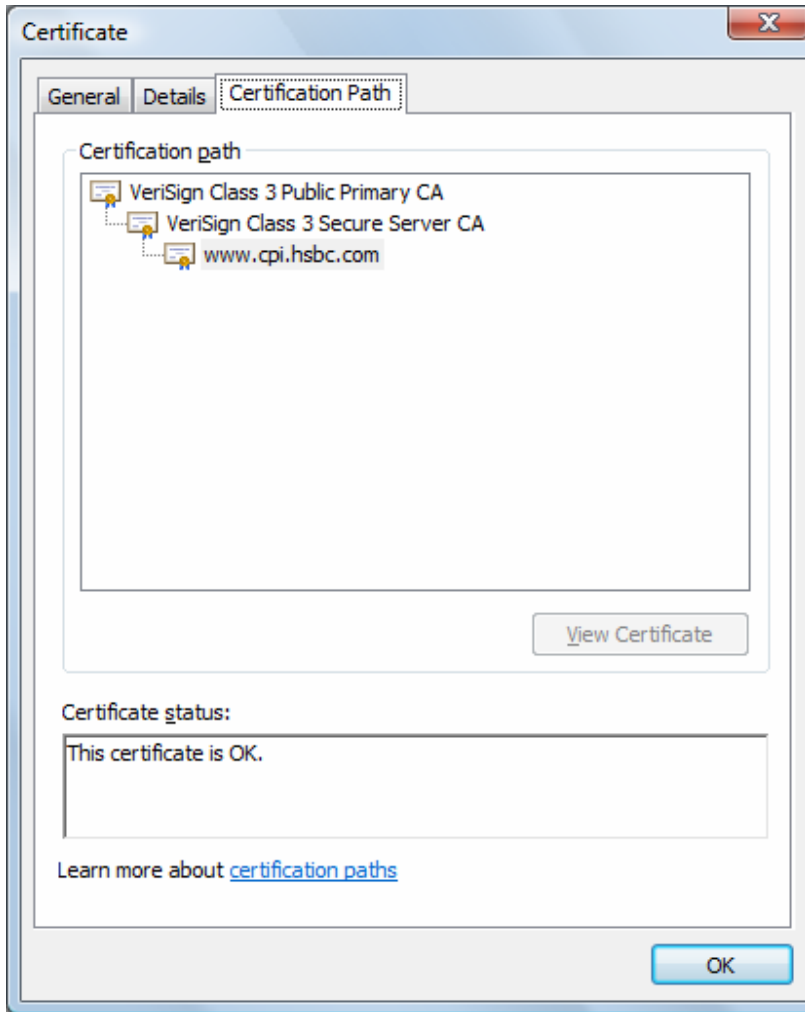 Certificate
General
Details
Certification Path
Certification path
VeriSign Class 3 Public Primary CA
VeriSign Class 3 Secure Server CA
www.cpi.hsbc.com
View Certificate
Certificate status:
This certificate is OK.
Learn more about certification paths
OK